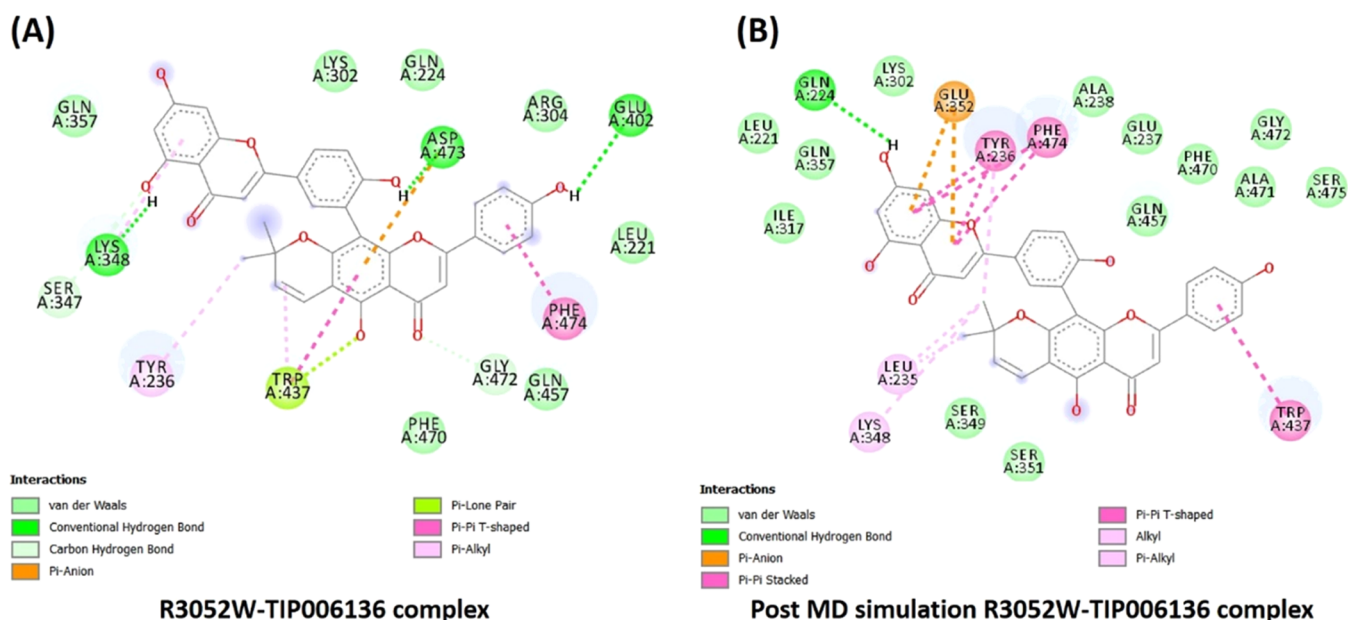 (A)
LYS
A:302
GLN
A:224
GLN
A:357
ARG
A:304
GLU
A:402
ASP
A:473
O
O
O
O
H
H
O
H
O
O
LYS
A:348
LEU
A:221
SER
A:347
O
O
O
O
PHE
A:474
TYR
A:236
TRP
A:437
GLY
A:472
GLN
A:457
PHE
A:470
Interactions
van der Waals
Conventional Hydrogen Bond
Carbon Hydrogen Bond
Pi-Anion
Pi-Lone Pair
Pi-Pi T-shaped
Pi-Alkyl
R3052W-TIP006136 complex
(B)
GLN
A:224
LYS
A:302
GLU
A:352
ALA
A:238
LEU
A:221
GLN
A:357
TYR
A:236
PHE
A:474
GLU
A:237
GLY
A:472
PHE
A:470
ALA
A:471
SER
A:475
H
O
ILE
A:317
GLN
A:457
O
O
O
O
O
O
O
O
O
O
LEU
A:235
LYS
A:348
SER
A:349
SER
A:351
TRP
A:437
Interactions
van der Waals
Conventional Hydrogen Bond
Pi-Anion
Pi-Pi Stacked
Pi-Pi T-shaped
Alkyl
Pi-Alkyl
Post MD simulation R3052W-TIP006136 complex